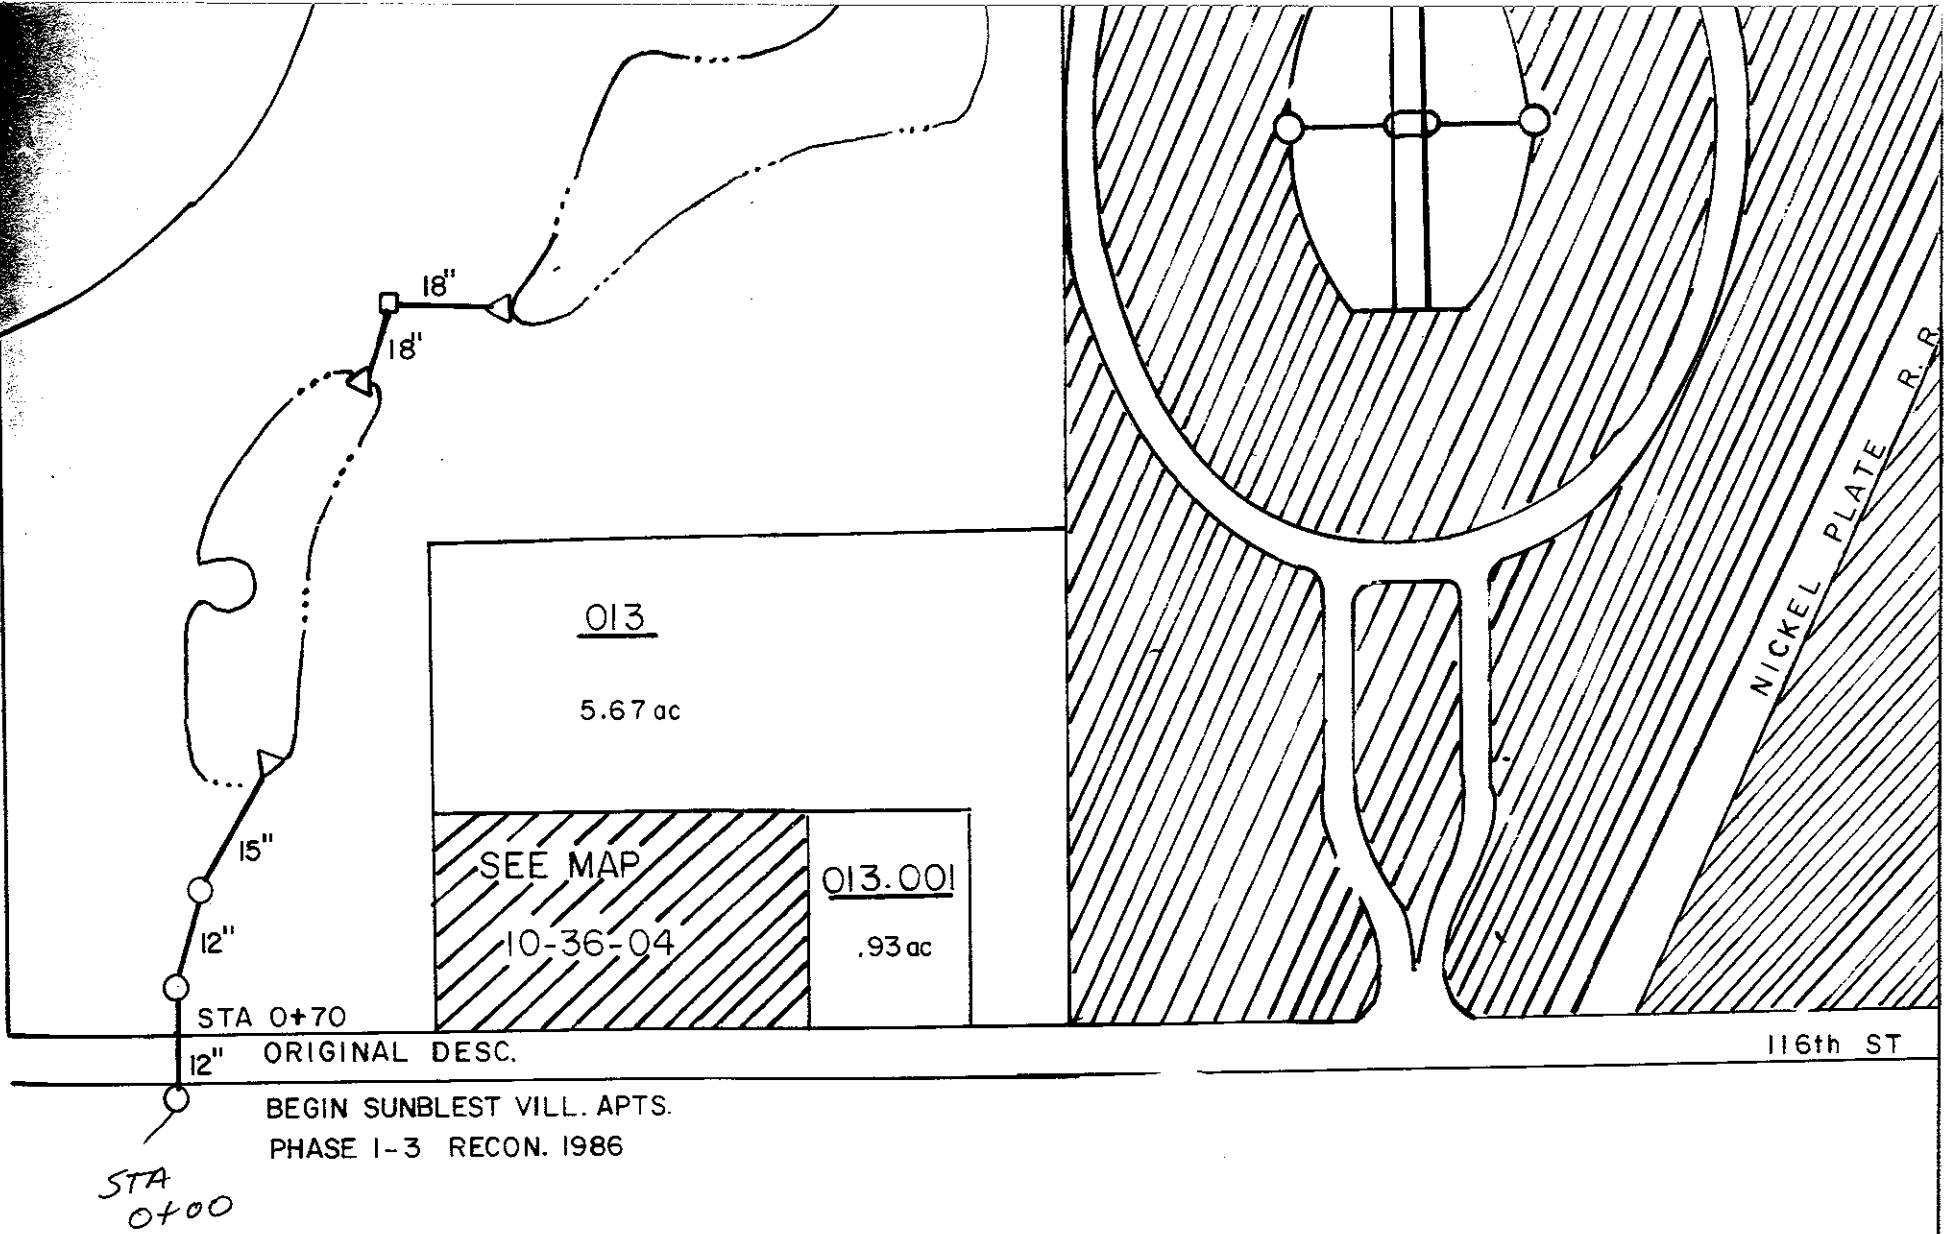 18"
18"
R. R
NICKEL PLATE
013
5.67 ac
15"
SEE MAP
10-36-04
013.001
.93 ac
12"
STA 0+70
12"
ORIGINAL DESC.
116th ST
BEGIN SUNBLEST VILL. APTS.
PHASE 1-3 RECON. 1986
STA
0+00